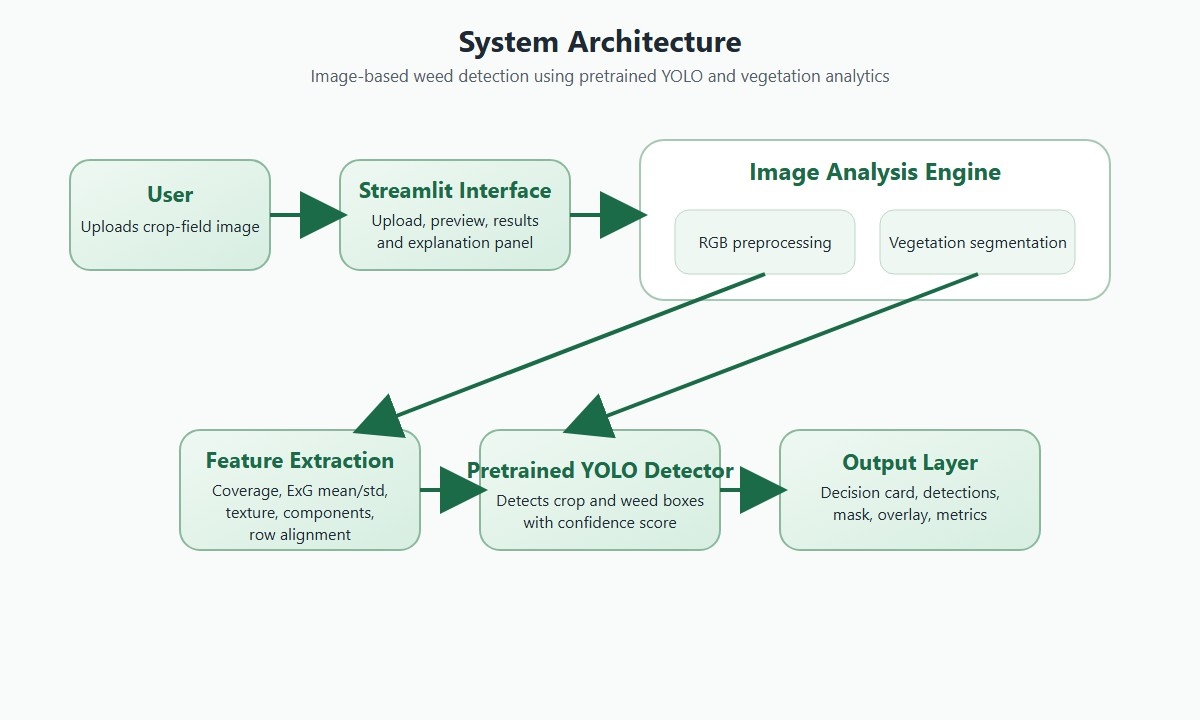 System Architecture
Image-based weed detection using pretrained YOLO and vegetation analytics
User
Uploads crop-field image
Streamlit Interface
Upload, preview, results
and explanation panel
Image Analysis Engine
RGB preprocessing
Vegetation segmentation
Feature Extraction
Coverage, ExG mean/std,
texture, components,
row alignment
Pretrained YOLO Detector
Detects crop and weed boxes
with confidence score
Output Layer
Decision card, detections,
mask, overlay, metrics